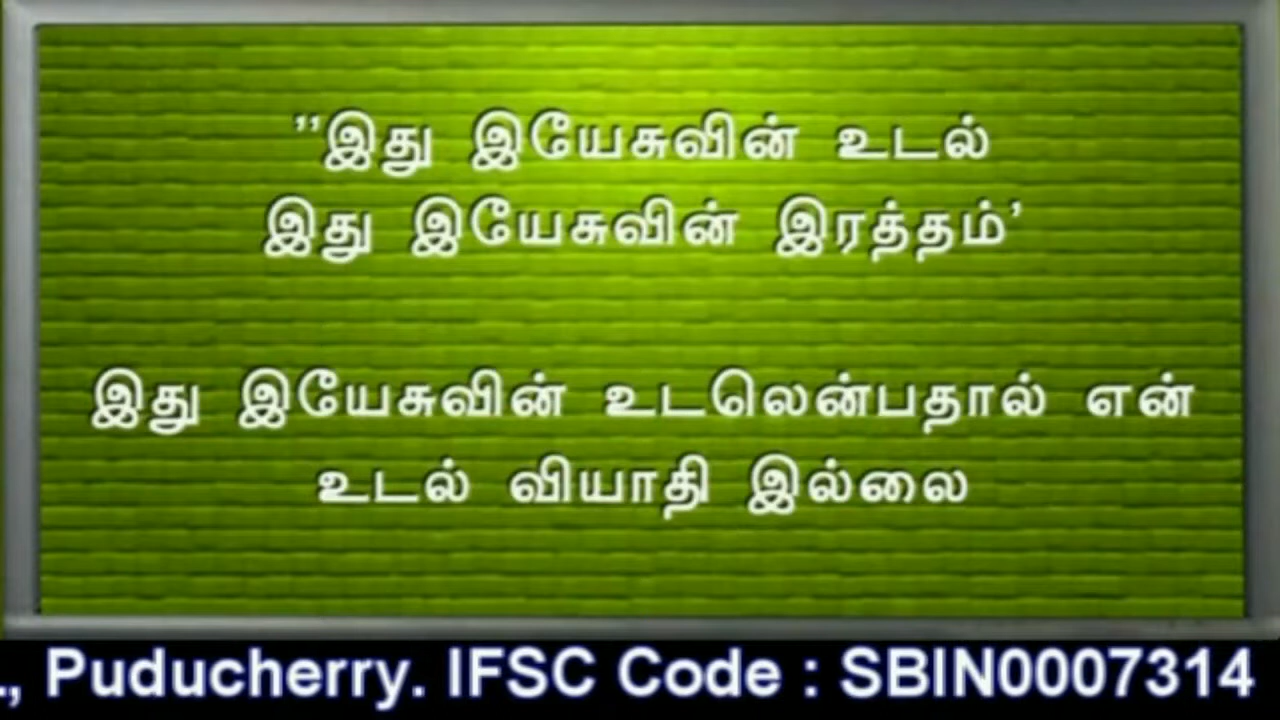 ”இது இயேசுவின் உடல்
இது இயேசுவின் இரத்தம்’
இது இயேசுவின் உடலென்பதால் என்
உடல் வியாதி இல்லை
, Puducherry. IFSC Code : SBIN0007314